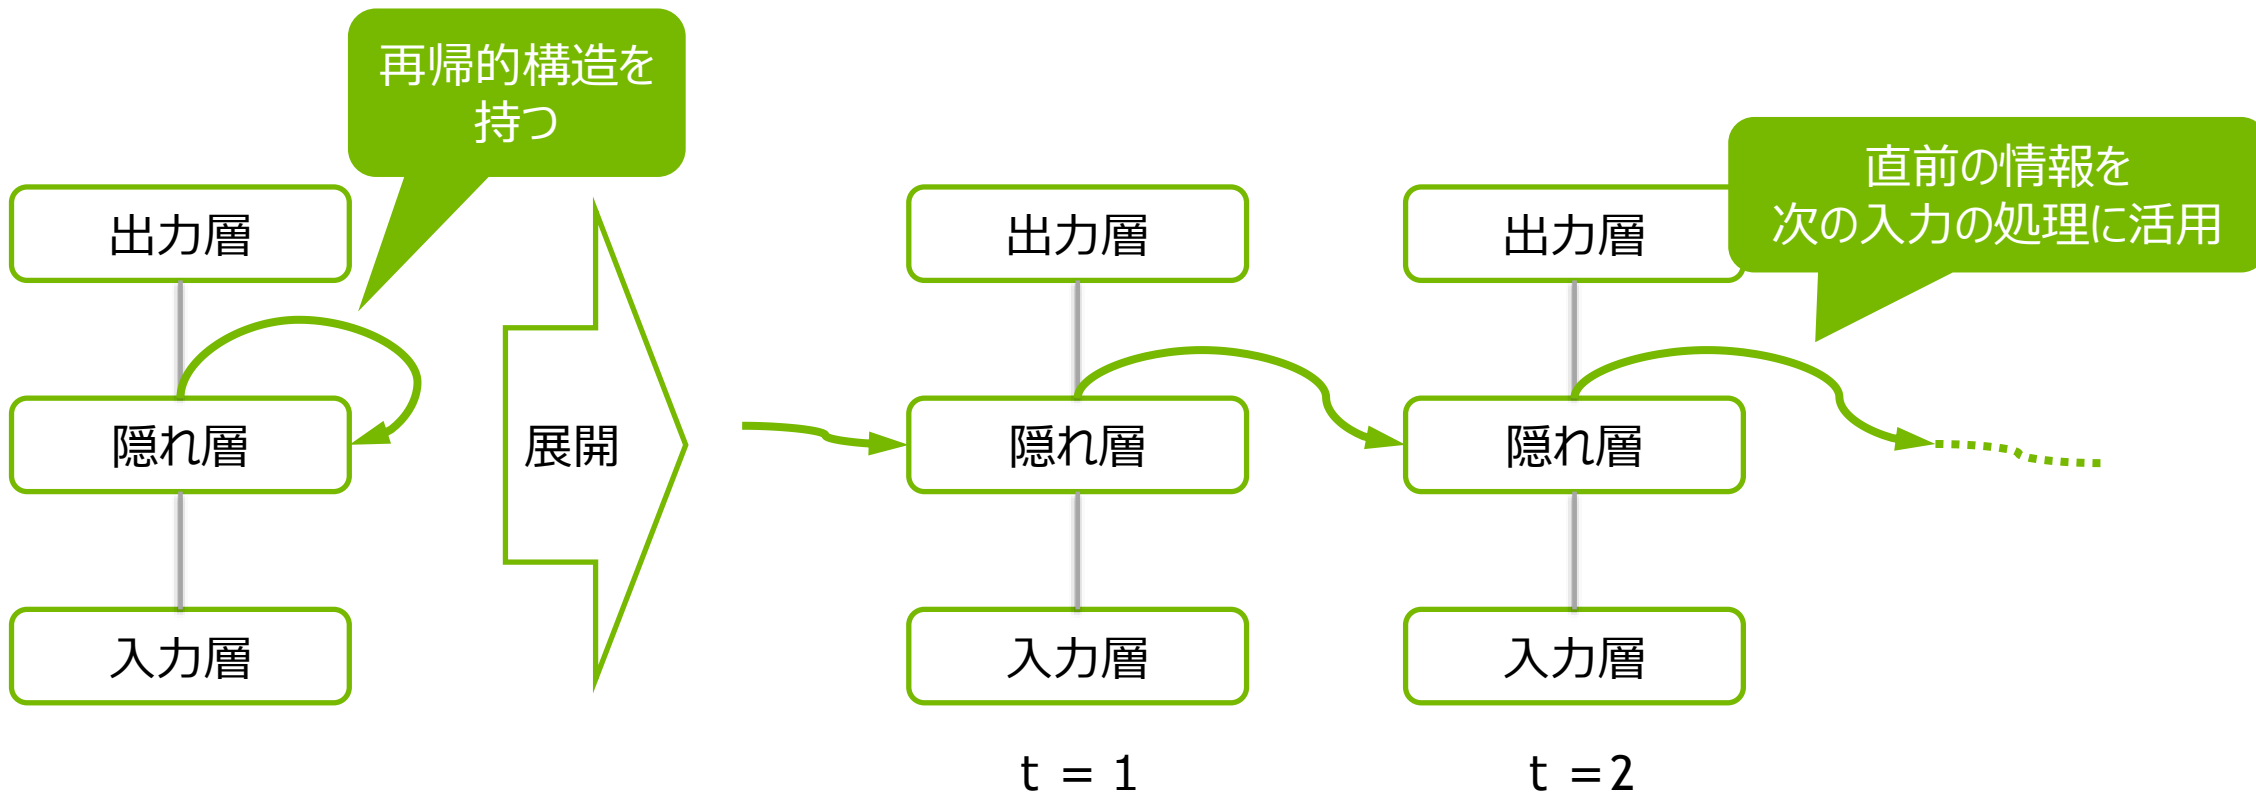 再帰的構造を
持つ
直前の情報を
次の入力の処理に活用
出力層
出力層
出力層
隠れ層
展開
隠れ層
隠れ層
入力層
入力層
入力層
t = 1
t =2